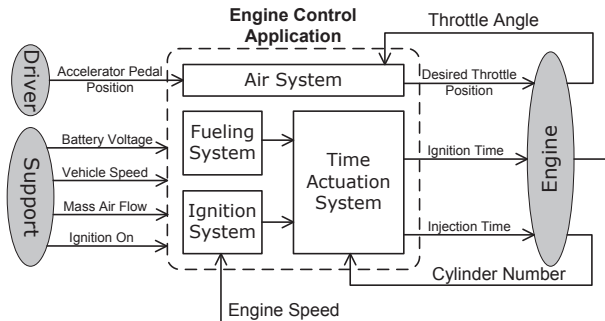 Engine Control
Application
Throttle Angle
Driver
Accelerator Pedal
Position
Air System
Desired Throttle
Position
Support
Battery Voltage
Vehicle Speed
Mass Air Flow
Ignition On
Fueling
System
Ignition
System
Time
Actuation
System
Ignition Time
Injection Time
Engine
Cylinder Number
Engine Speed